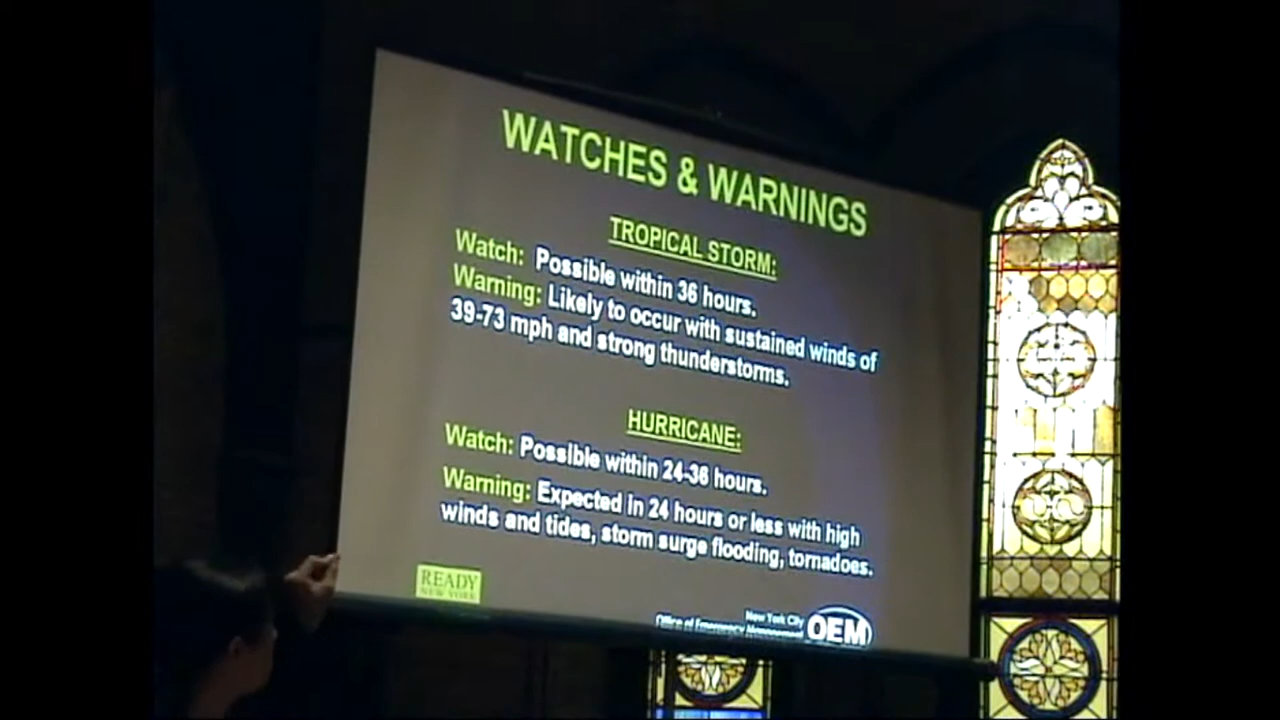 WATCHES & WARNINGS
TROPICAL STORM:
Watch: Possible within 36 hours.
Warning: Likely to occur with sustained winds of
39-73 mph and strong thunderstorms.
HURRICANE:
Watch: Possible within 24-36 hours.
Warning: Expected in 24 hours or less with high
winds and tides, storm surge flooding, tornadoes.
READY
NEW YORK
New York City
Office of Emergency Management
OEM